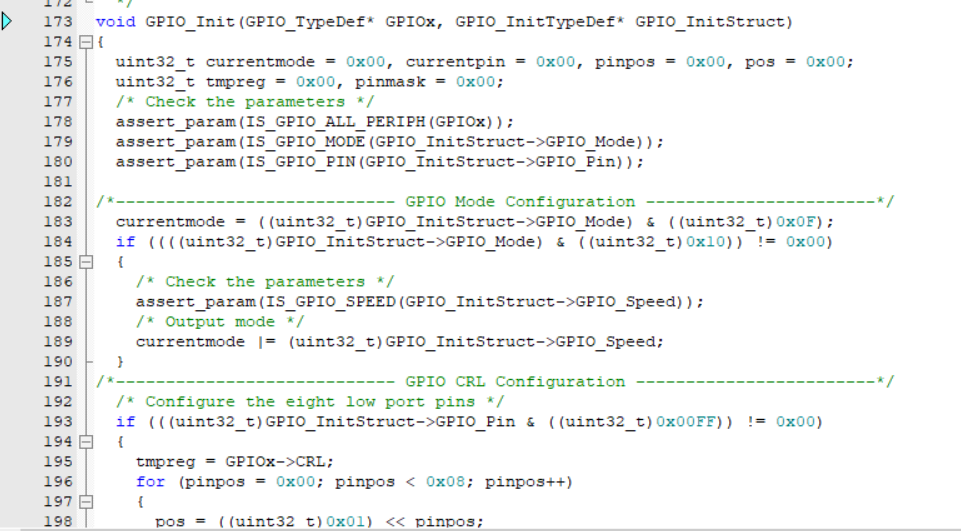 172 */
173 void GPIO_Init(GPIO_TypeDef* GPIOx, GPIO_InitTypeDef* GPIO_InitStruct)
174 {
175 uint32_t currentmode = 0x00, currentpin = 0x00, pinpos = 0x00, pos = 0x00;
176 uint32_t tmpreg = 0x00, pinmask = 0x00;
177 /* Check the parameters */
178 assert_param(IS_GPIO_ALL_PERIPH(GPIOx));
179 assert_param(IS_GPIO_MODE(GPIO_InitStruct->GPIO_Mode));
180 assert_param(IS_GPIO_PIN(GPIO_InitStruct->GPIO_Pin));
181
182 /*---------------------------- GPIO Mode Configuration -----------------------*/
183 currentmode = ((uint32_t)GPIO_InitStruct->GPIO_Mode) & ((uint32_t)0x0F);
184 if ((((uint32_t)GPIO_InitStruct->GPIO_Mode) & ((uint32_t)0x10)) != 0x00)
185 {
186 /* Check the parameters */
187 assert_param(IS_GPIO_SPEED(GPIO_InitStruct->GPIO_Speed));
188 /* Output mode */
189 currentmode |= (uint32_t)GPIO_InitStruct->GPIO_Speed;
190 }
191 /*---------------------------- GPIO CRL Configuration ------------------------*/
192 /* Configure the eight low port pins */
193 if (((uint32_t)GPIO_InitStruct->GPIO_Pin & ((uint32_t)0x00FF)) != 0x00)
194 {
195 tmpreg = GPIOx->CRL;
196 for (pinpos = 0x00; pinpos < 0x08; pinpos++)
197 {
198 pos = ((uint32_t)0x01) << pinpos;